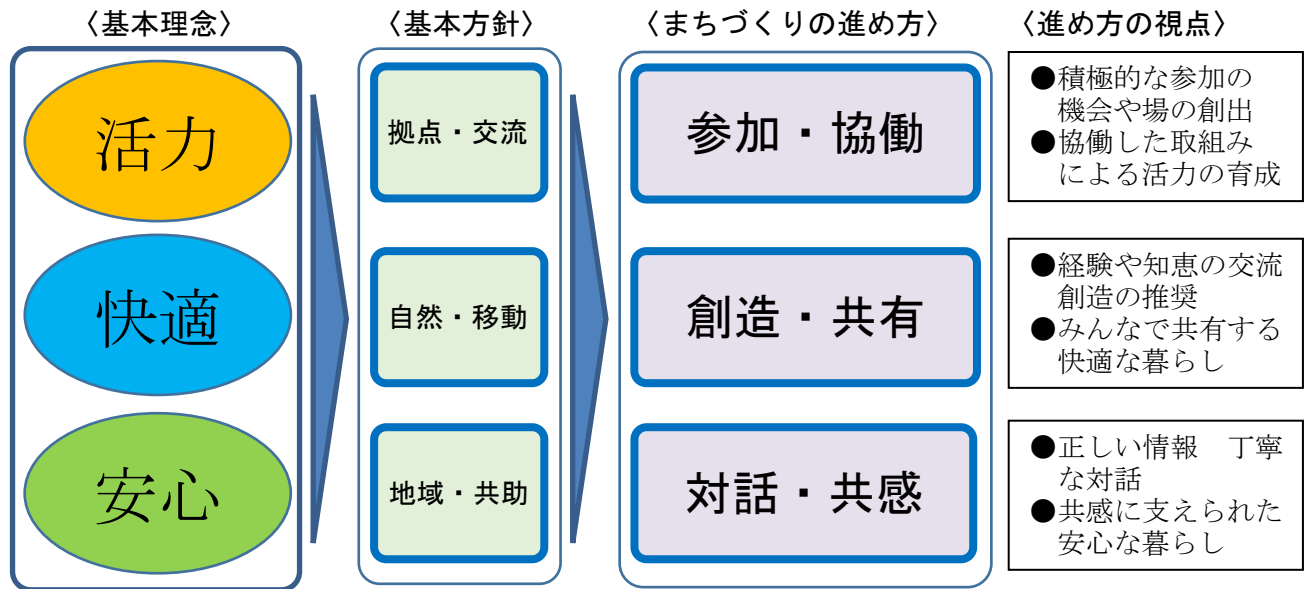 〈基本理念〉
〈基本方針〉
〈まちづくりの進め方〉
〈進め方の視点〉
活力
拠点・交流
参加・協働
●積極的な参加の
機会や場の創出
●協働した取組み
による活力の育成
快適
自然・移動
創造・共有
●経験や知恵の交流
創造の推奨
●みんなで共有する
快適な暮らし
安心
地域・共助
対話・共感
●正しい情報　丁寧
な対話
●共感に支えられた
安心な暮らし